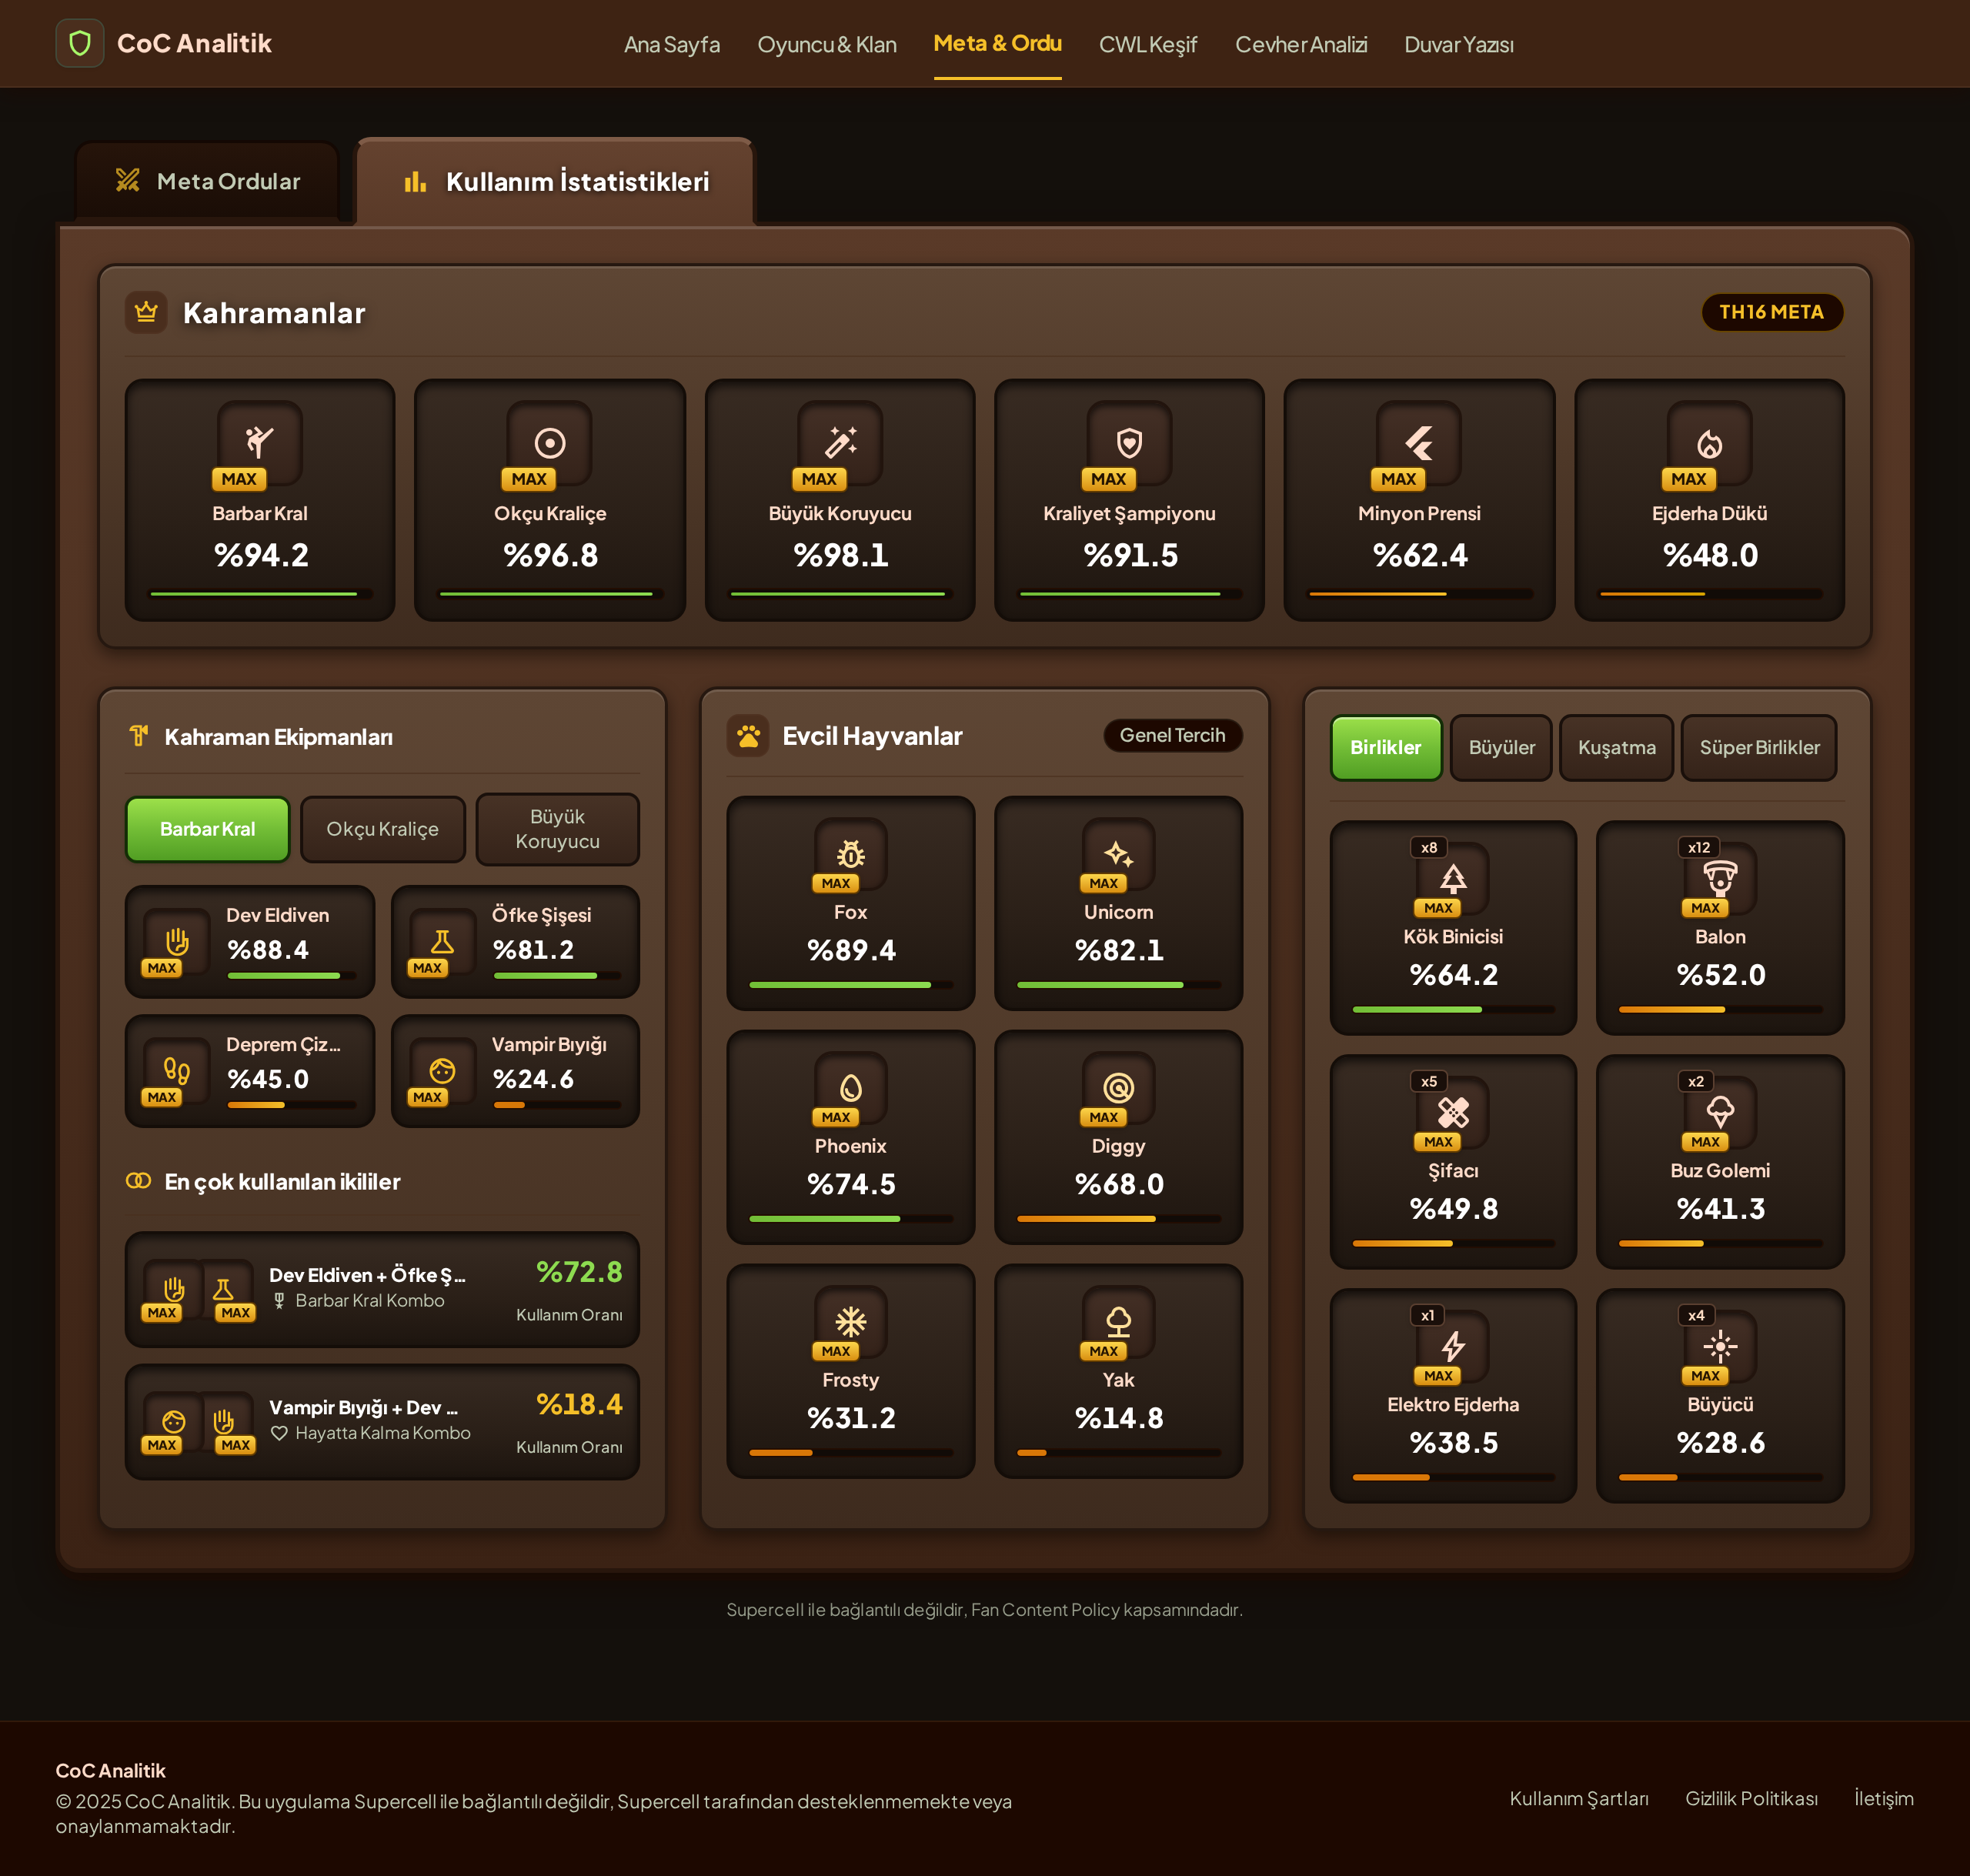 CoC Analitik
Ana Sayfa
Oyuncu & Klan
Meta & Ordu
CWL Keşif
Cevher Analizi
Duvar Yazısı
Meta Ordular
Kullanım İstatistikleri
Kahramanlar
TH16 META
MAX
Barbar Kral
%94.2
MAX
Okçu Kraliçe
%96.8
MAX
Büyük Koruyucu
%98.1
MAX
Kraliyet Şampiyonu
%91.5
MAX
Minyon Prensi
%62.4
MAX
Ejderha Dükü
%48.0
Kahraman Ekipmanları
Barbar Kral
Okçu Kraliçe
Büyük
Koruyucu
MAX
Dev Eldiven
%88.4
MAX
Öfke Şişesi
%81.2
MAX
Deprem Çiz...
%45.0
MAX
Vampir Bıyığı
%24.6
En çok kullanılan ikililer
MAX
MAX
Dev Eldiven + Öfke Ş...
Barbar Kral Kombo
%72.8
Kullanım Oranı
MAX
MAX
Vampir Bıyığı + Dev ...
Hayatta Kalma Kombo
%18.4
Kullanım Oranı
Evcil Hayvanlar
Genel Tercih
MAX
Fox
%89.4
MAX
Unicorn
%82.1
MAX
Phoenix
%74.5
MAX
Diggy
%68.0
MAX
Frosty
%31.2
MAX
Yak
%14.8
Birlikler
Büyüler
Kuşatma
Süper Birlikler
x8
MAX
Kök Binicisi
%64.2
x12
MAX
Balon
%52.0
x5
MAX
Şifacı
%49.8
x2
MAX
Buz Golemi
%41.3
x1
MAX
Elektro Ejderha
%38.5
x4
MAX
Büyücü
%28.6
Supercell ile bağlantılı değildir, Fan Content Policy kapsamındadır.
CoC Analitik
© 2025 CoC Analitik. Bu uygulama Supercell ile bağlantılı değildir, Supercell tarafından desteklenmemekte veya
onaylanmamaktadır.
Kullanım Şartları
Gizlilik Politikası
İletişim